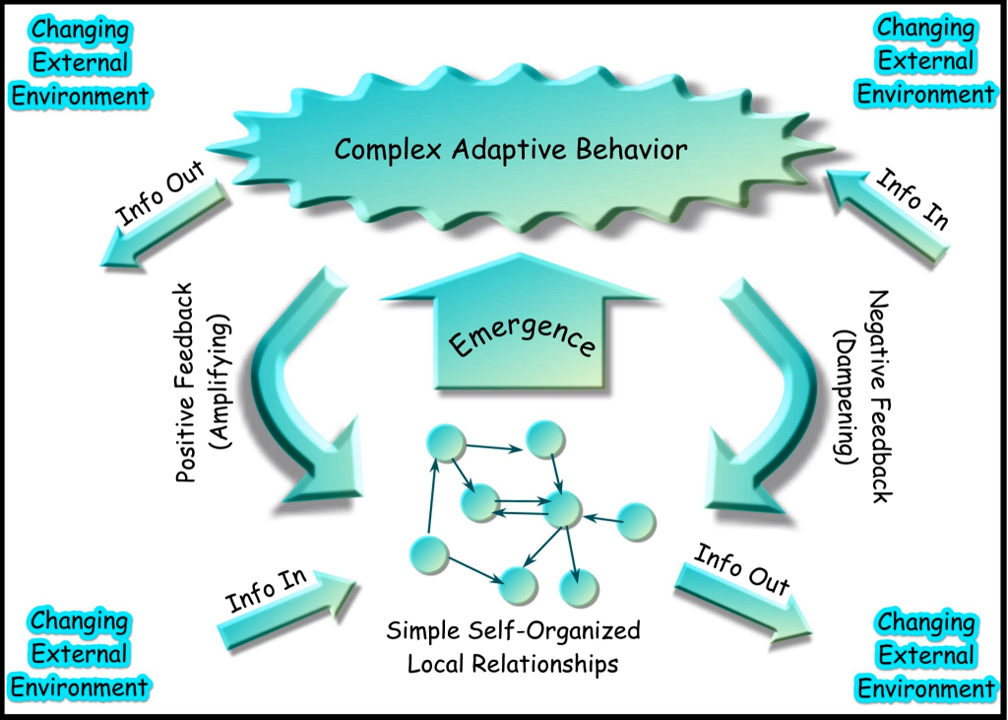 Changing
External
Environment
Changing
External
Environment
Complex Adaptive Behavior
Info Out
Info In
Positive Feedback
(Amplifying)
Emergence
Negative Feedback
(Dampening)
Info In
Info Out
Simple Self-Organized
Local Relationships
Changing
External
Environment
Changing
External
Environment